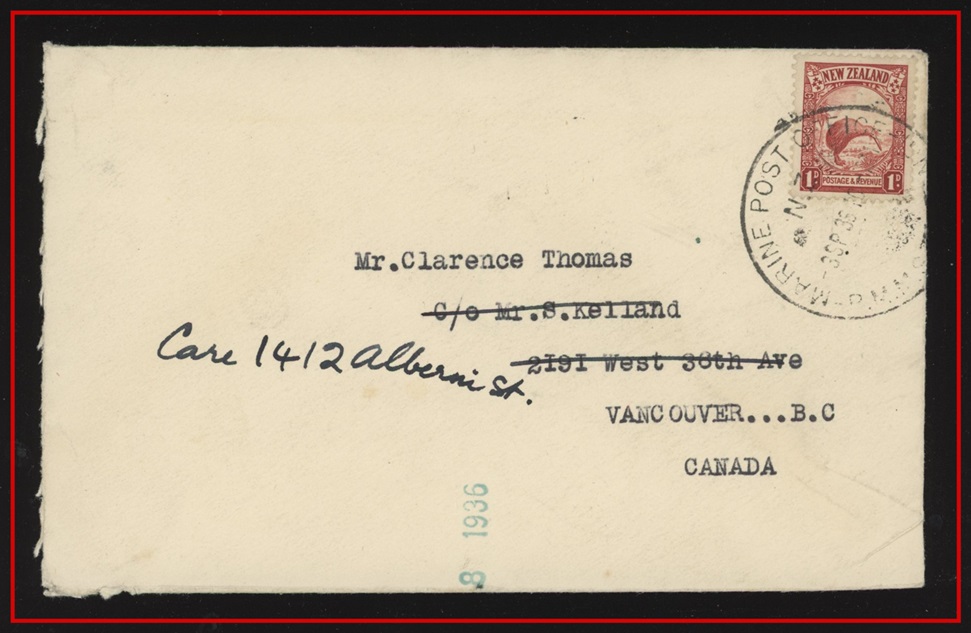 NEW ZEALAND
1D POSTAGE & REVENUE 1D
MARINE POST OFFICE
3SP36
Mr.Clarence Thomas
C/o Mr.S.Kelland
2191 West 36th Ave
Care 1412 Alberni St.
VANCOUVER...B.C
CANADA
8 1936